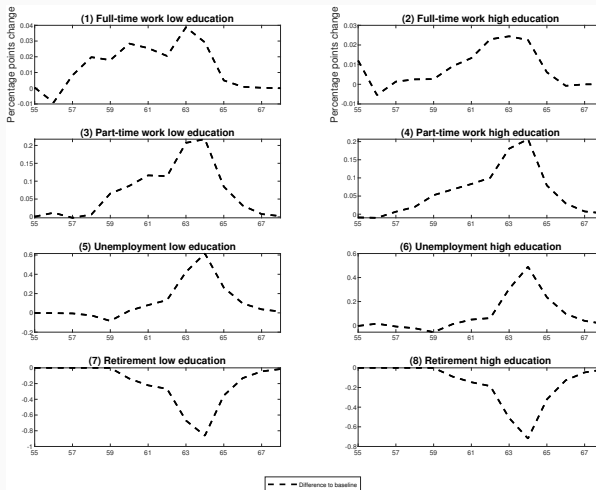 (1) Full-time work low education
Percentage points change
0.04
0.03
0.02
0.01
0
-0.01
55 57 59 61 63 65 67
(2) Full-time work high education
Percentage points change
0.03
0.02
0.01
0
-0.01
55 57 59 61 63 65 67
(3) Part-time work low education
0.2
0.15
0.1
0.05
0
55 57 59 61 63 65 67
(4) Part-time work high education
0.2
0.15
0.1
0.05
0
55 57 59 61 63 65 67
(5) Unemployment low education
0.6
0.4
0.2
0
-0.2
55 57 59 61 63 65 67
(6) Unemployment high education
0.6
0.4
0.2
0
55 57 59 61 63 65 67
(7) Retirement low education
0
-0.2
-0.4
-0.6
-0.8
-1
55 57 59 61 63 65 67
(8) Retirement high education
0
-0.2
-0.4
-0.6
-0.8
55 57 59 61 63 65 67
Difference to baseline